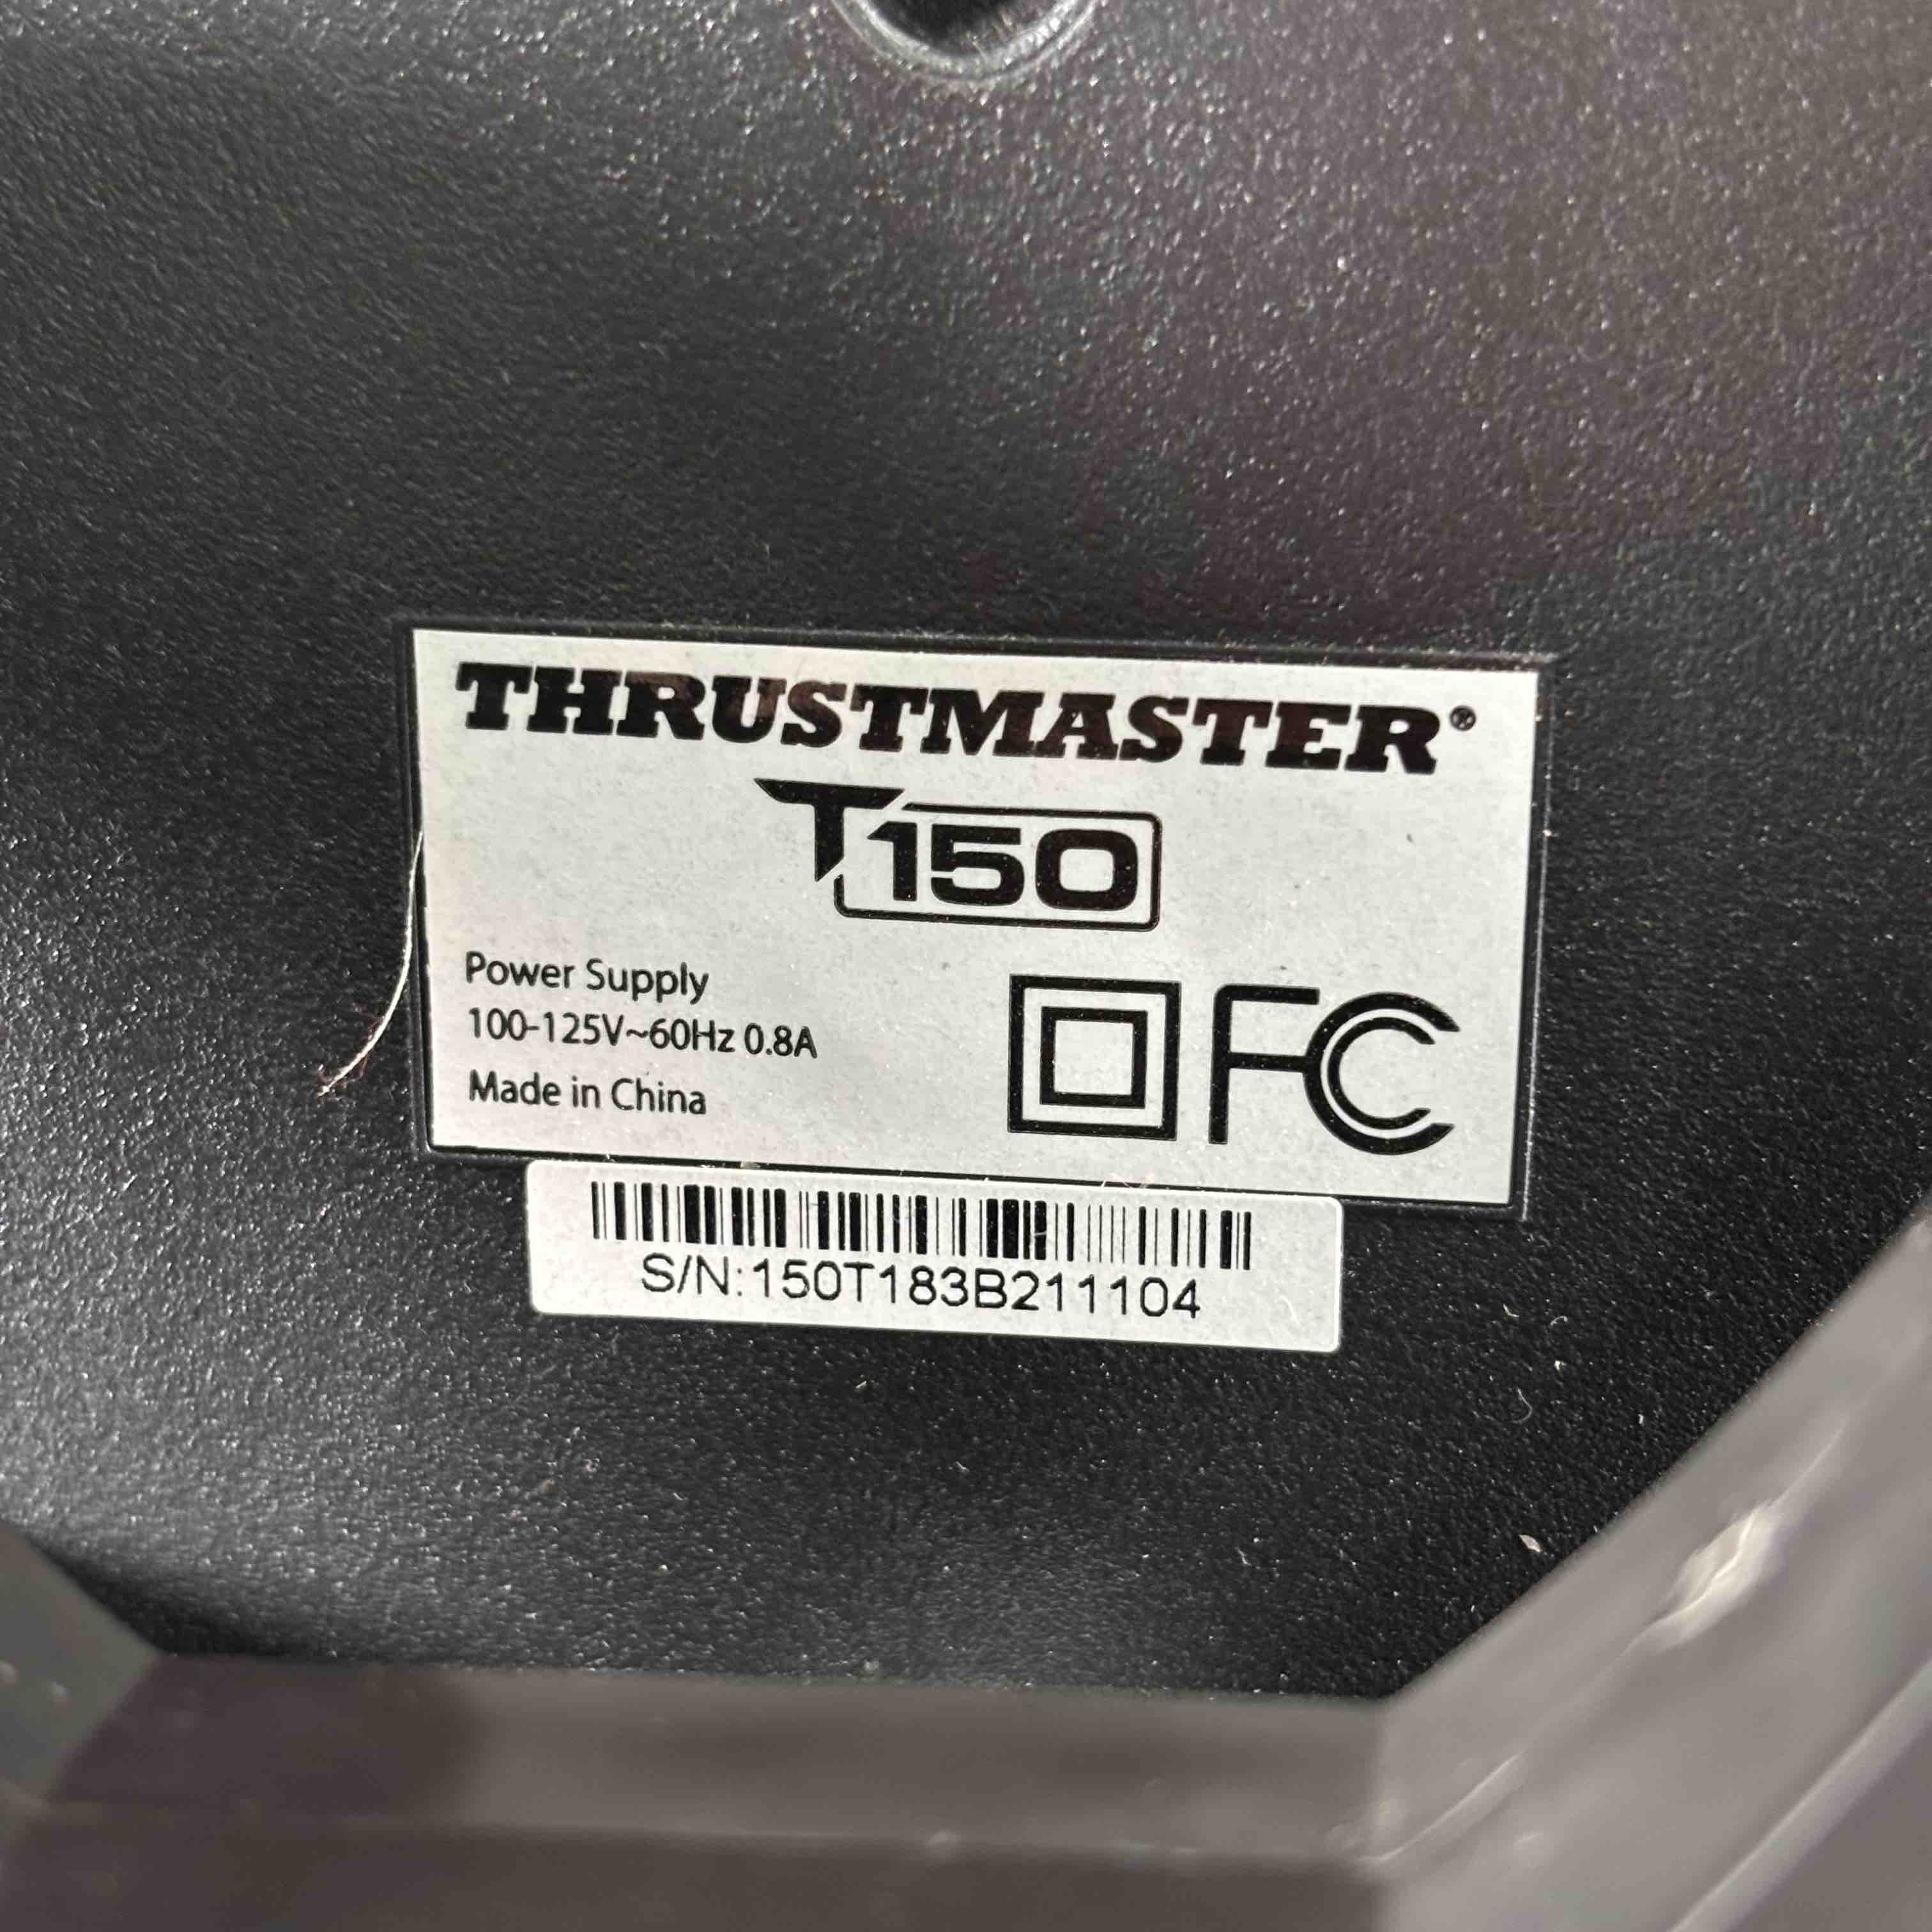 THRUSTMASTER®
T150
Power Supply
100-125V~60Hz 0.8A
Made in China
FC
S/N:150T183B211104